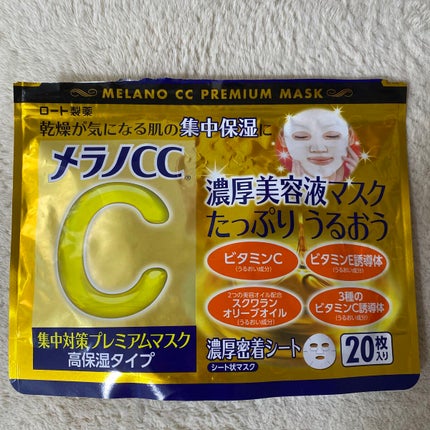 MELANO CC PREMIUM MASK
ロート製薬
乾燥が気になる肌の集中保湿に
メラノCC®
C
濃厚美容液マスク
たっぷりうるおう
ビタミンC
(うるおい成分)
ビタミンE誘導体
(うるおい成分)
2つの美容オイル配合
スクワラン
オリーブオイル
(うるおい成分)
3種の
ビタミンC誘導体
(うるおい成分)
集中対策プレミアムマスク
高保湿タイプ
濃厚密着シート
シート状マスク
20枚入り